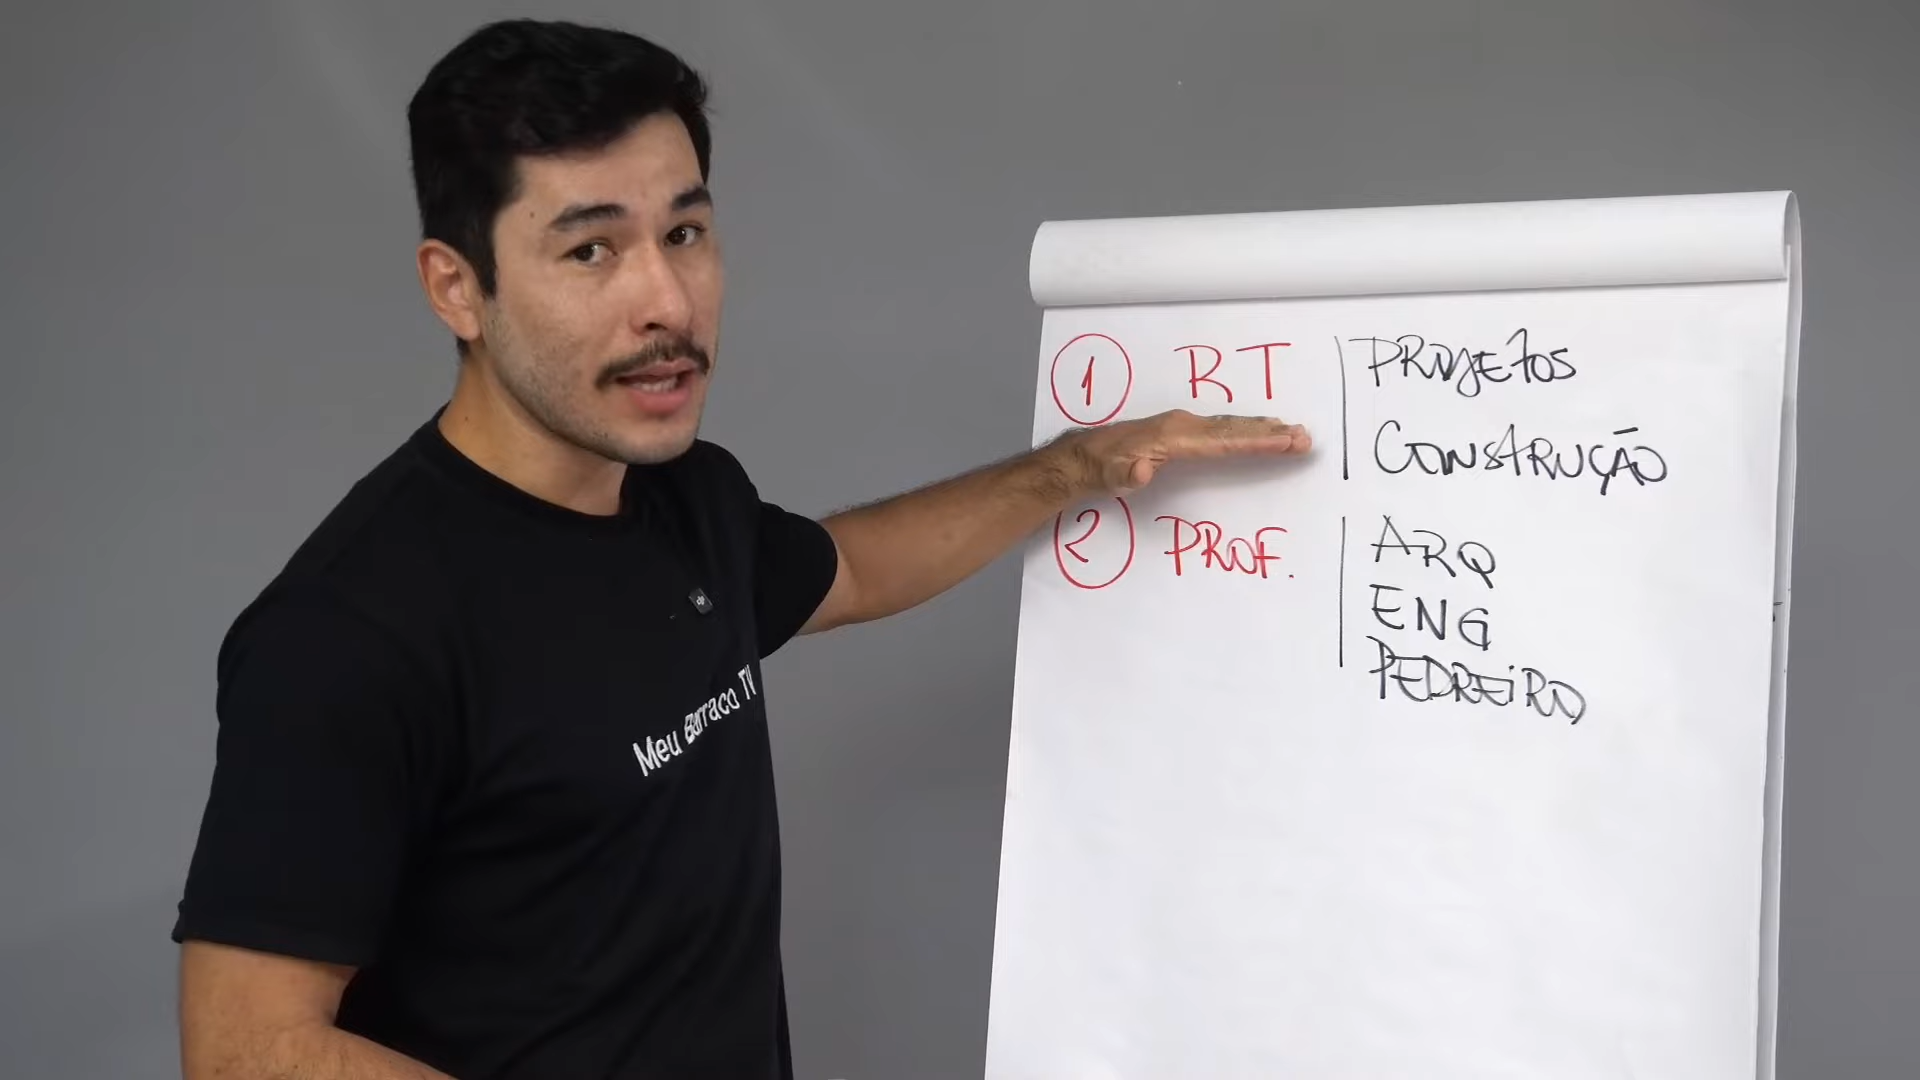 1 RT PROJETOS
CONSTRUÇÃO
2 PROF. ARQ
ENG
PEDREIRO
Meu Barraco TV